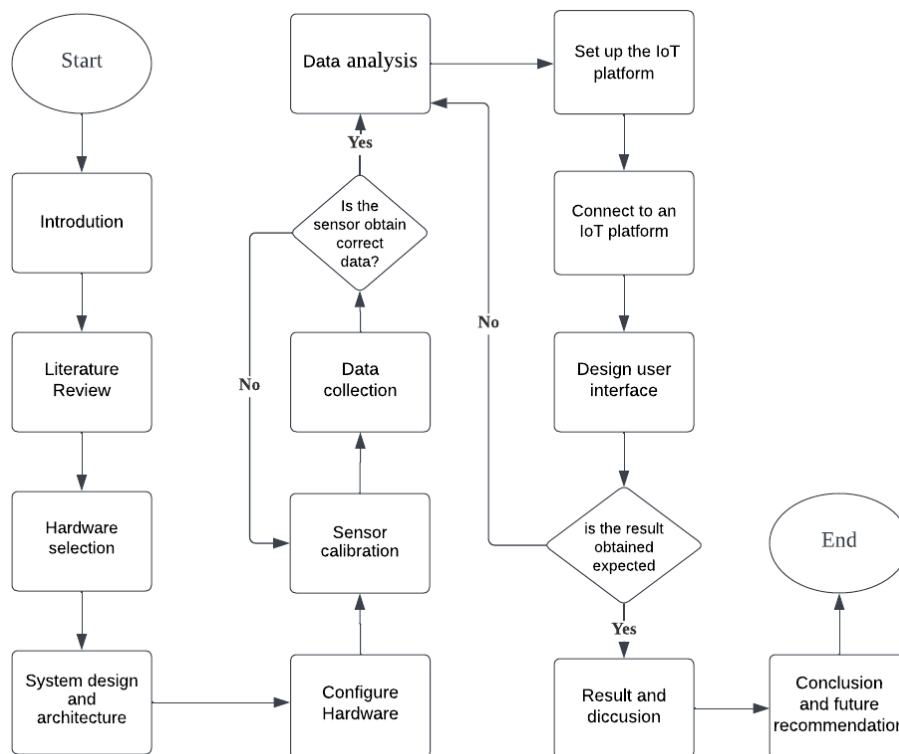 Start
Introdution
Literature
Review
Hardware
selection
System design
and
architecture
Configure
Hardware
Sensor
calibration
Data
collection
Is the
sensor obtain
correct
data?
No
Yes
Data analysis
Set up the IoT
platform
Connect to an
IoT platform
Design user
interface
is the result
obtained
expected
No
Yes
Result and
diccusion
Conclusion
and future
recommendation
End